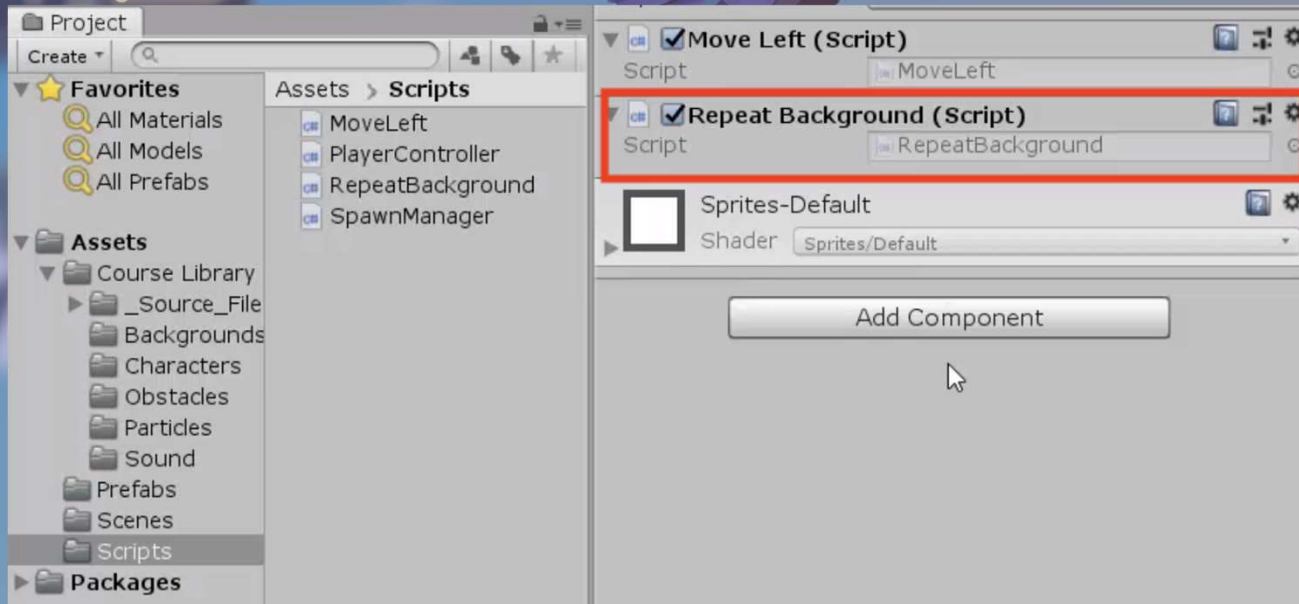 Project
Create
Favorites
All Materials
All Models
All Prefabs
Assets
Course Library
_Source_File
Backgrounds
Characters
Obstacles
Particles
Sound
Prefabs
Scenes
Scripts
Packages
Assets > Scripts
MoveLeft
PlayerController
RepeatBackground
SpawnManager
Move Left (Script)
Script MoveLeft
Repeat Background (Script)
Script RepeatBackground
Sprites-Default
Shader Sprites/Default
Add Component